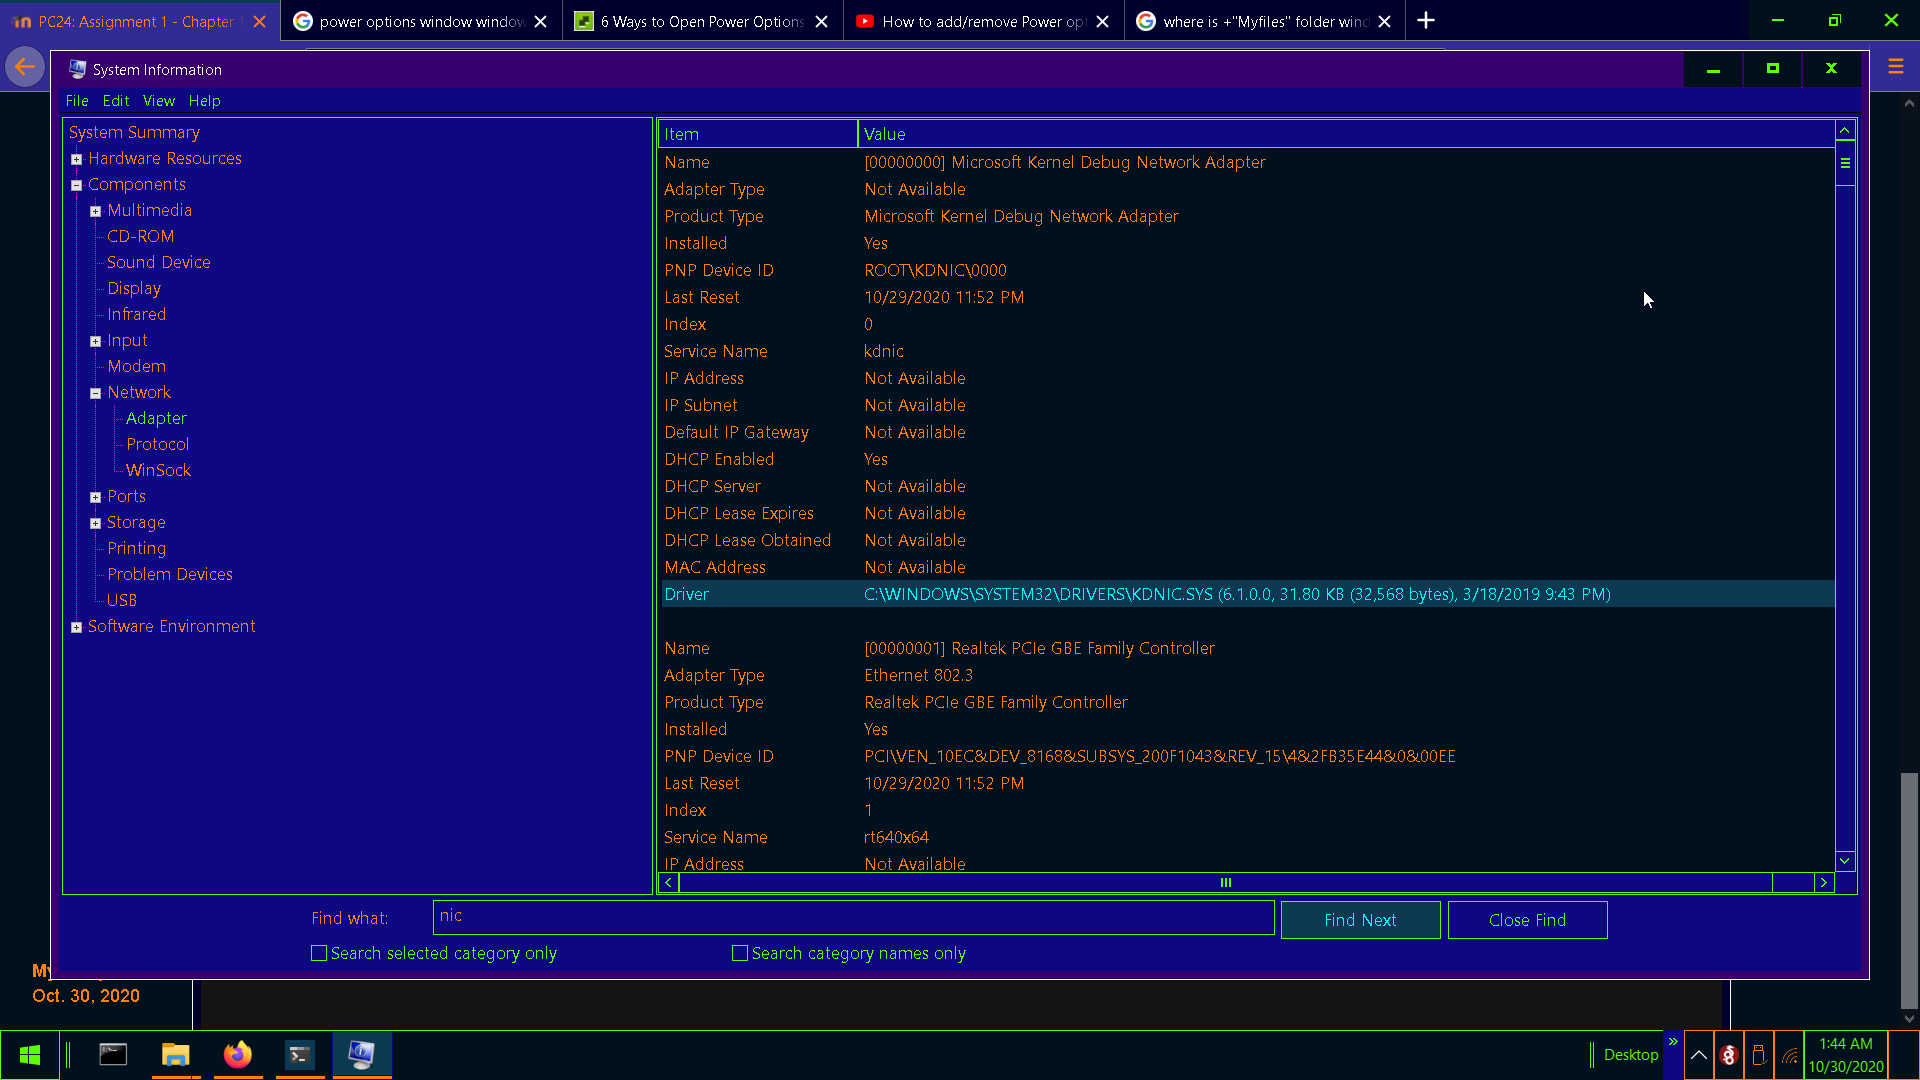 PC24: Assignment 1 - Chapter 1
power options window window
6 Ways to Open Power Options
How to add/remove Power op
where is +"Myfiles" folder wind
System Information
File Edit View Help
System Summary
Hardware Resources
Components
Multimedia
CD-ROM
Sound Device
Display
Infrared
Input
Modem
Network
Adapter
Protocol
WinSock
Ports
Storage
Printing
Problem Devices
USB
Software Environment
Item Value
Name [00000000] Microsoft Kernel Debug Network Adapter
Adapter Type Not Available
Product Type Microsoft Kernel Debug Network Adapter
Installed Yes
PNP Device ID ROOT\KDNIC\0000
Last Reset 10/29/2020 11:52 PM
Index 0
Service Name kdnic
IP Address Not Available
IP Subnet Not Available
Default IP Gateway Not Available
DHCP Enabled Yes
DHCP Server Not Available
DHCP Lease Expires Not Available
DHCP Lease Obtained Not Available
MAC Address Not Available
Driver C:\WINDOWS\SYSTEM32\DRIVERS\KDNIC.SYS (6.1.0.0, 31.80 KB (32,568 bytes), 3/18/2019 9:43 PM)
Name [00000001] Realtek PCIe GBE Family Controller
Adapter Type Ethernet 802.3
Product Type Realtek PCIe GBE Family Controller
Installed Yes
PNP Device ID PCI\VEN_10EC&DEV_8168&SUBSYS_200F1043&REV_15\4&2FB35E44&0&00EE
Last Reset 10/29/2020 11:52 PM
Index 1
Service Name rt640x64
IP Address Not Available
Find what: nic
Find Next
Close Find
Search selected category only
Search category names only
My
Oct. 30, 2020
Desktop
1:44 AM
10/30/2020